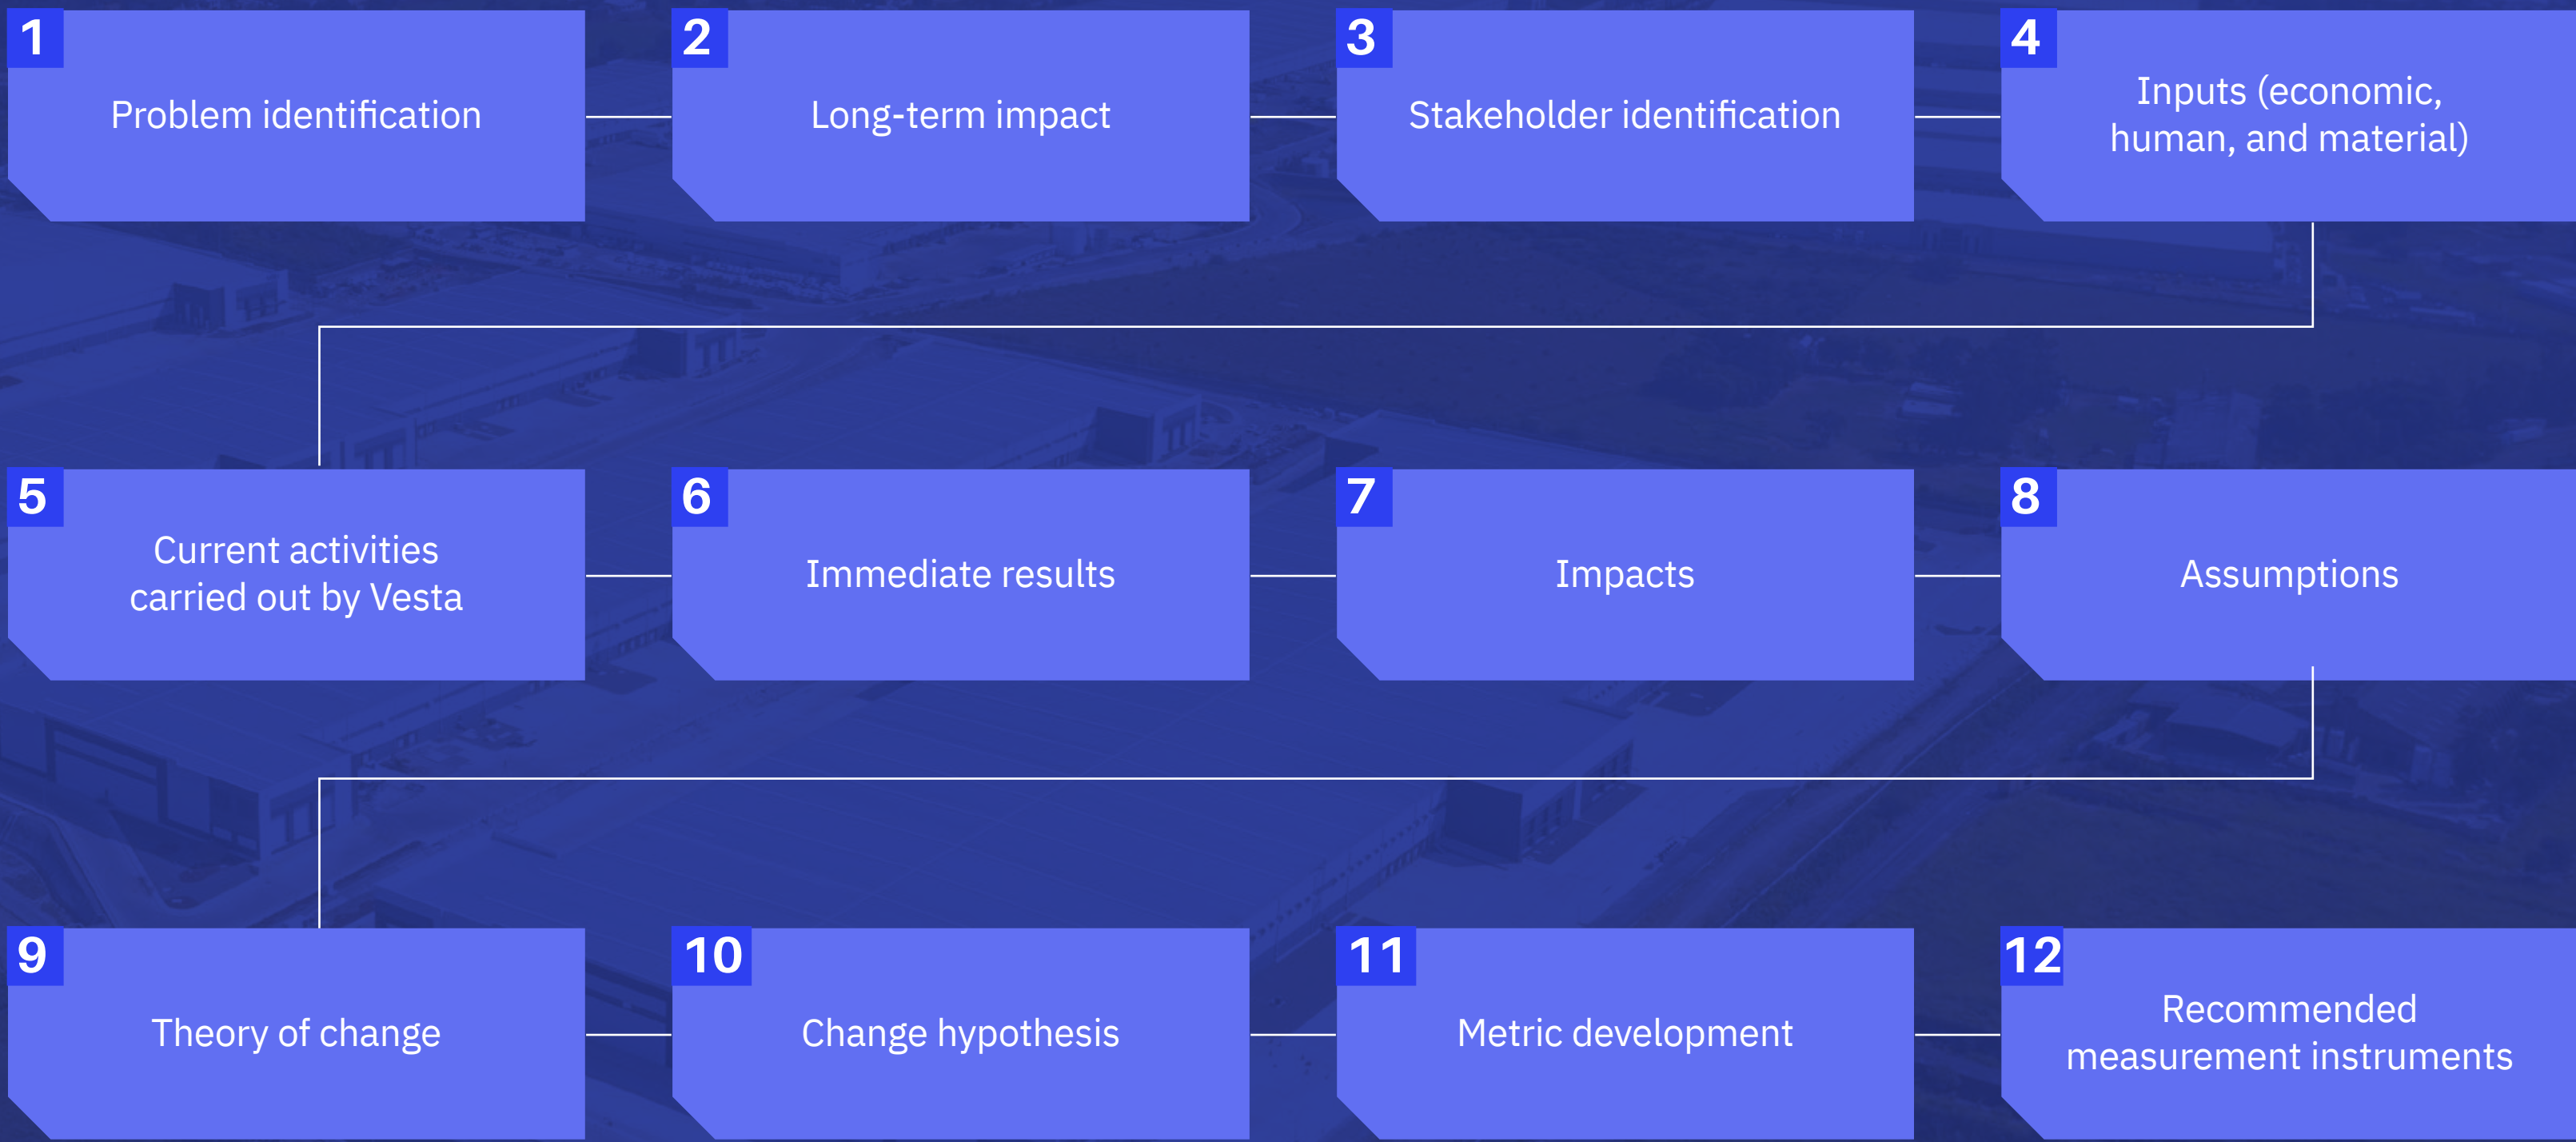 1
Problem identification
2
Long-term impact
3
Stakeholder identification
4
Inputs (economic,
human, and material)
5
Current activities
carried out by Vesta
6
Immediate results
7
Impacts
8
Assumptions
9
Theory of change
10
Change hypothesis
11
Metric development
12
Recommended
measurement instruments